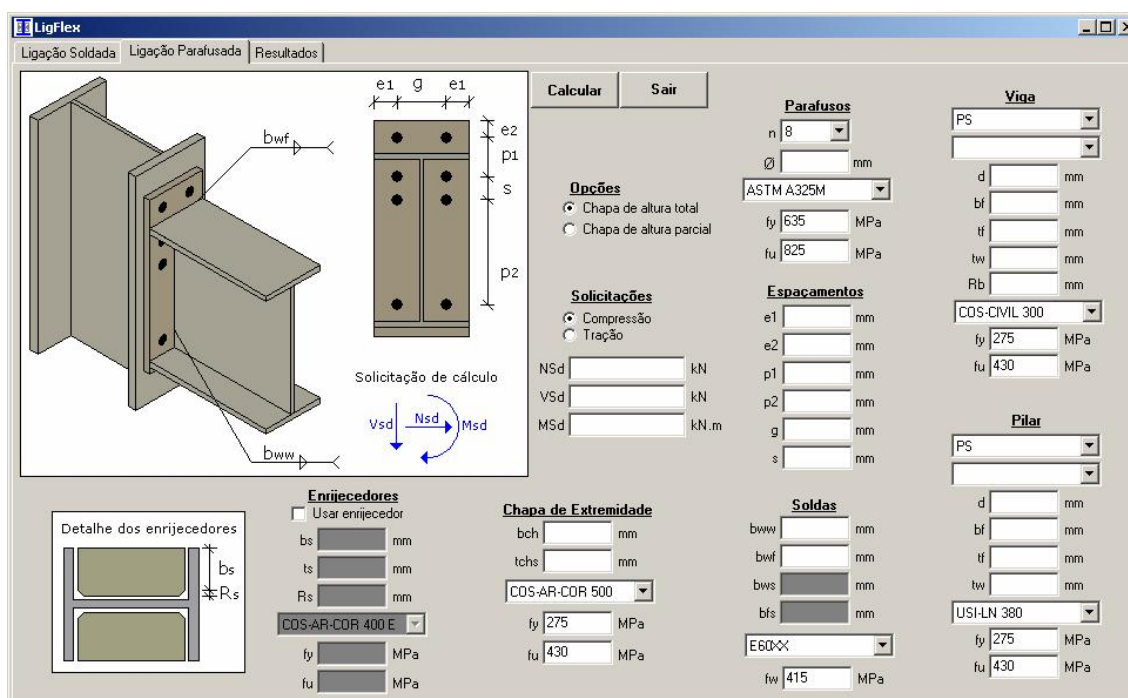 LigFlex
Ligação Soldada Ligação Parafusada Resultados
e1 g e1
e2
p1
s
p2
bwf
bww
Solicitação de cálculo
Vsd Nsd Msd
Calcular Sair
Opções
Chapa de altura total
Chapa de altura parcial
Solicitações
Compressão
Tração
NSd kN
VSd kN
MSd kN.m
Parafusos
n 8
Ø mm
ASTM A325M
fy 635 MPa
fu 825 MPa
Espaçamentos
e1 mm
e2 mm
p1 mm
p2 mm
g mm
s mm
Viga
PS
d mm
bf mm
tf mm
tw mm
Rb mm
COS-CIVIL 300
fy 275 MPa
fu 430 MPa
Pilar
PS
d mm
bf mm
tf mm
tw mm
USI-LN 380
fy 275 MPa
fu 430 MPa
Detalhe dos enrijecedores
bs
Rs
Enrijecedores
Usar enrijecedor
bs mm
ts mm
Rs mm
COS-AR-COR 400 E
fy MPa
fu MPa
Chapa de Extremidade
bch mm
tchs mm
COS-AR-COR 500
fy 275 MPa
fu 430 MPa
Soldas
bww mm
bwf mm
bws mm
bfs mm
E60XX
fw 415 MPa